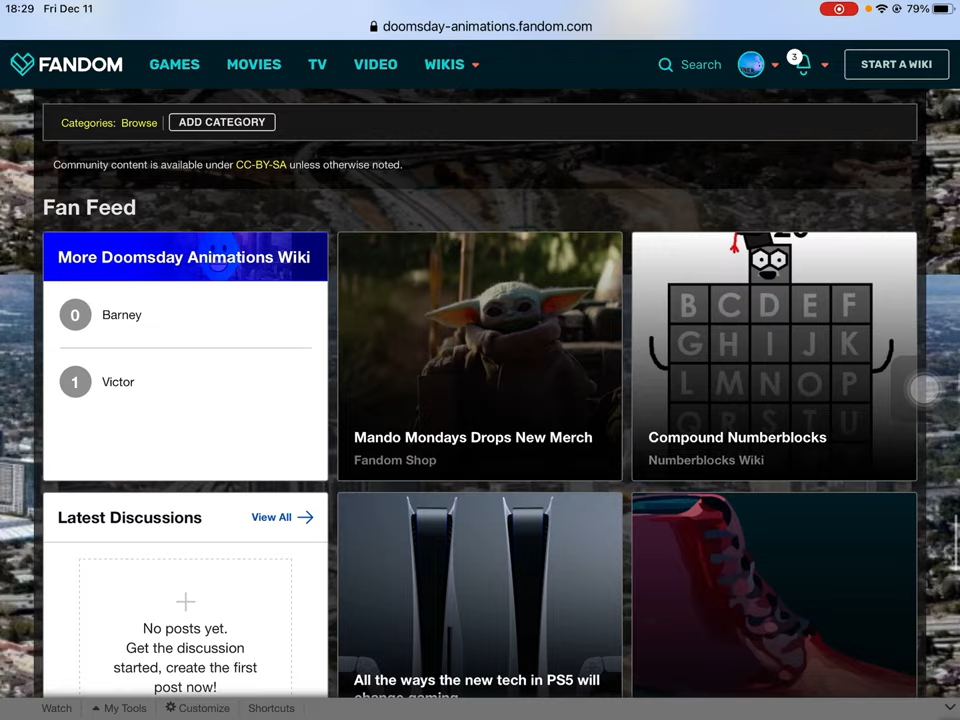 18:29 Fri Dec 11
79%
doomsday-animations.fandom.com
FANDOM GAMES MOVIES TV VIDEO WIKIS Search 3 START A WIKI
Categories: Browse ADD CATEGORY
Community content is available under CC-BY-SA unless otherwise noted.
Fan Feed
More Doomsday Animations Wiki
0 Barney
1 Victor
Mando Mondays Drops New Merch
Fandom Shop
B C D E F
G H I J K
L M N O P
Q R S T U
Compound Numberblocks
Numberblocks Wiki
Latest Discussions View All
No posts yet.
Get the discussion
started, create the first
post now!
All the ways the new tech in PS5 will
change gaming
Watch My Tools Customize Shortcuts